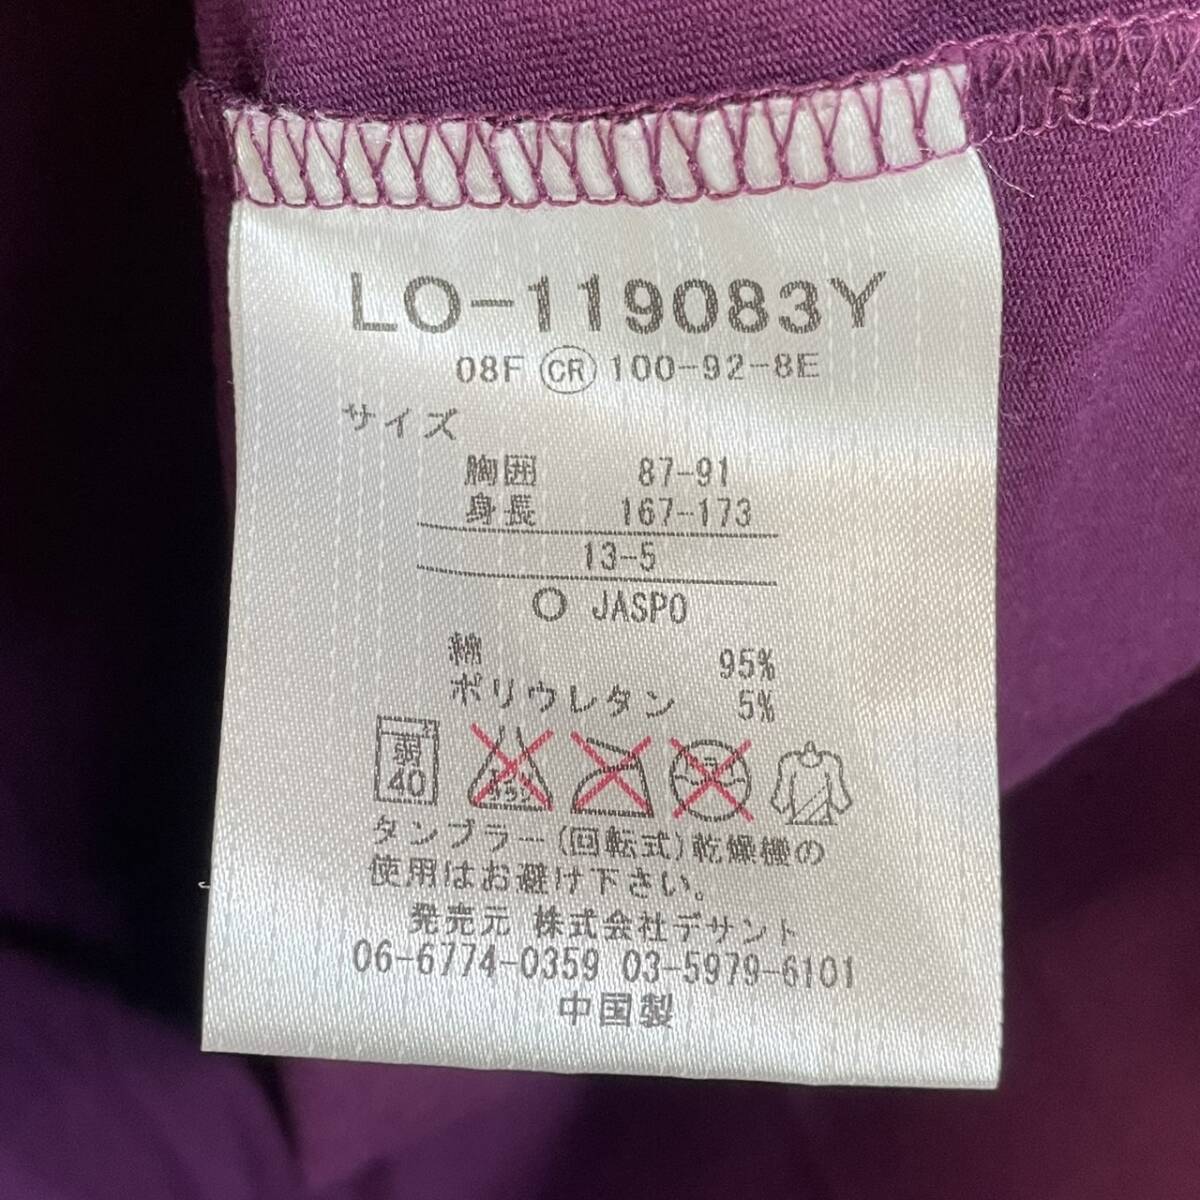 LO-119083Y
08F CR 100-92-8E
サイズ
胸囲 87-91
身長 167-173
13-5
○ JASPO
綿 95%
ポリウレタン 5%
弱 40
タンブラー(回転式)乾燥機の
使用はお避け下さい。
発売元 株式会社デサント
06-6774-0359 03-5979-6101
中国製